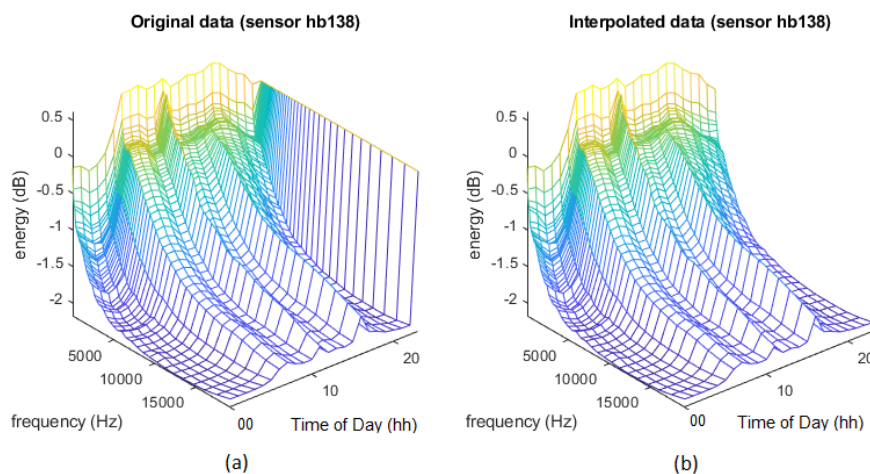 Original data (sensor hb138)
0.5
0
-0.5
-1
-1.5
-2
energy (dB)
5000
10000
15000
frequency (Hz)
00
10
20
Time of Day (hh)
(a)
Interpolated data (sensor hb138)
0.5
0
-0.5
-1
-1.5
-2
energy (dB)
5000
10000
15000
frequency (Hz)
00
10
20
Time of Day (hh)
(b)